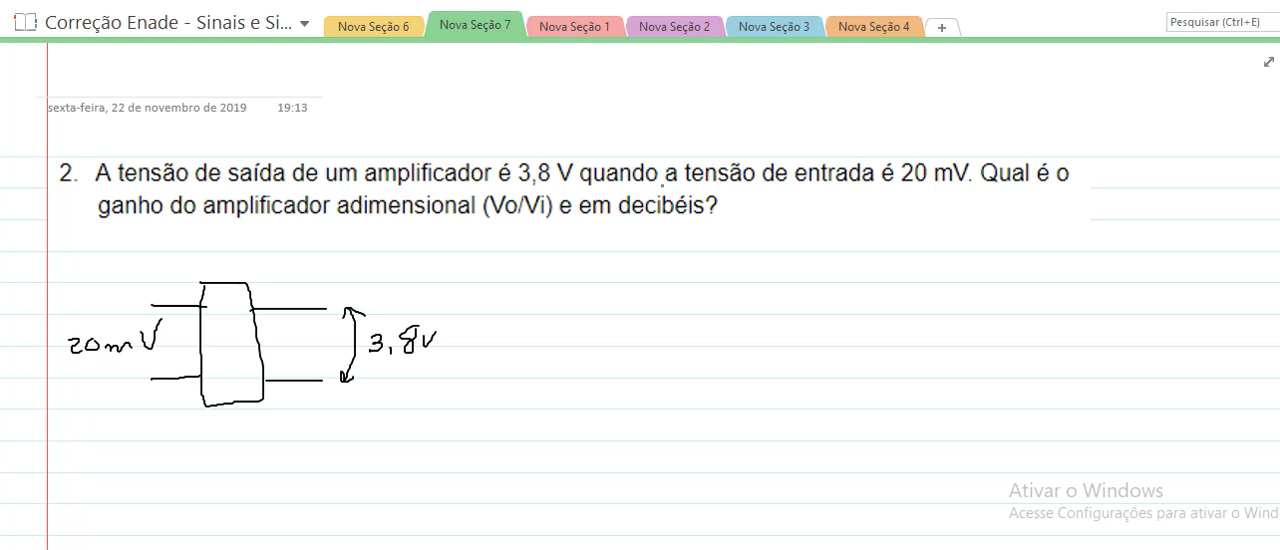 Correção Enade - Sinais e Si...
Nova Seção 6
Nova Seção 7
Nova Seção 1
Nova Seção 2
Nova Seção 3
Nova Seção 4
+
Pesquisar (Ctrl+E)
sexta-feira, 22 de novembro de 2019 19:13
2. A tensão de saída de um amplificador é 3,8 V quando a tensão de entrada é 20 mV. Qual é o
ganho do amplificador adimensional (Vo/Vi) e em decibéis?
20mV
3,8V
Ativar o Windows
Acesse Configurações para ativar o Wind